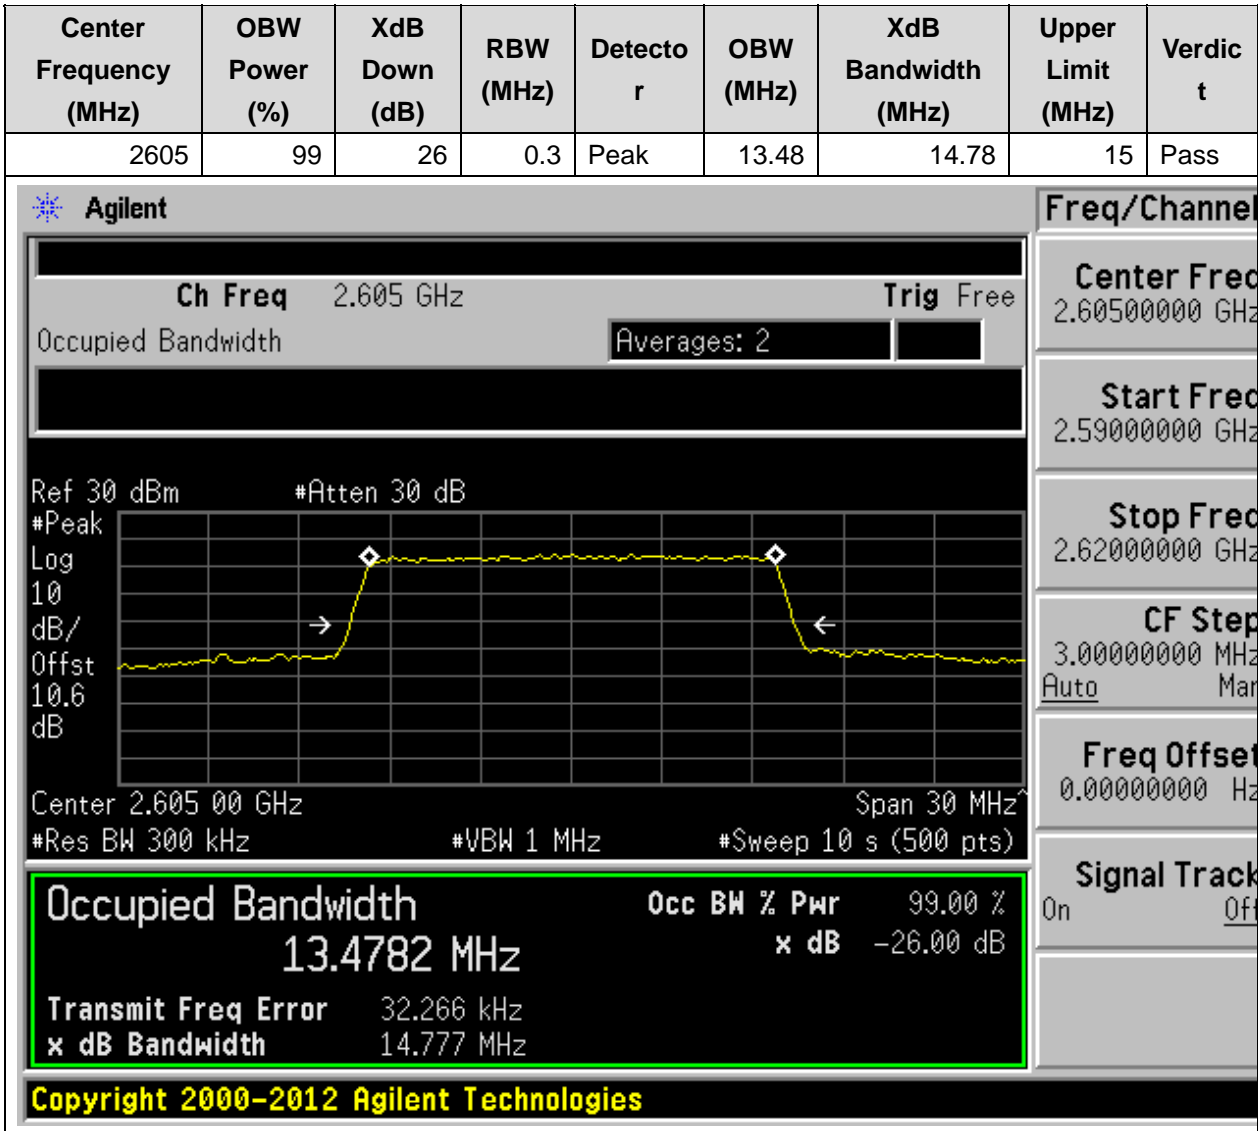 Center Frequency (MHz) OBW Power (%) XdB Down (dB) RBW (MHz) Detecto r OBW (MHz) XdB Bandwidth (MHz) Upper Limit (MHz) Verdic t
2605 99 26 0.3 Peak 13.48 14.78 15 Pass
Agilent
Freq/Channel
Ch Freq 2.605 GHz Trig Free
Occupied Bandwidth Averages: 2
Center Freq
2.60500000 GHz
Start Freq
2.59000000 GHz
Stop Freq
2.62000000 GHz
CF Step
3.00000000 MHz
Auto Man
Freq Offset
0.00000000 Hz
Signal Track
On Off
Ref 30 dBm #Atten 30 dB
#Peak
Log
10
dB/
Offst
10.6
dB
Center 2.605 00 GHz Span 30 MHz^
#Res BW 300 kHz #VBW 1 MHz #Sweep 10 s (500 pts)
Occupied Bandwidth Occ BW % Pwr 99.00 %
13.4782 MHz x dB -26.00 dB
Transmit Freq Error 32.266 kHz
x dB Bandwidth 14.777 MHz
Copyright 2000-2012 Agilent Technologies